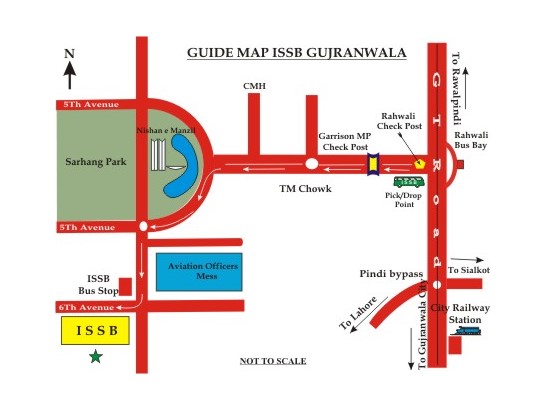 GUIDE MAP ISSB GUJRANWALA
N
CMH
To Rawalpindi
5Th Avenue
Nishan e Manzil
Sarhang Park
Garrison MP
Check Post
Rahwali
Check Post
Rahwali
Bus Bay
G T Road
TM Chowk
Pick/Drop
Point
5Th Avenue
Aviation Officers
Mess
ISSB
Bus Stop
6Th Avenue
I S S B
Pindi bypass
To Sialkot
To Lahore
To Gujranwala City
City Railway
Station
NOT TO SCALE